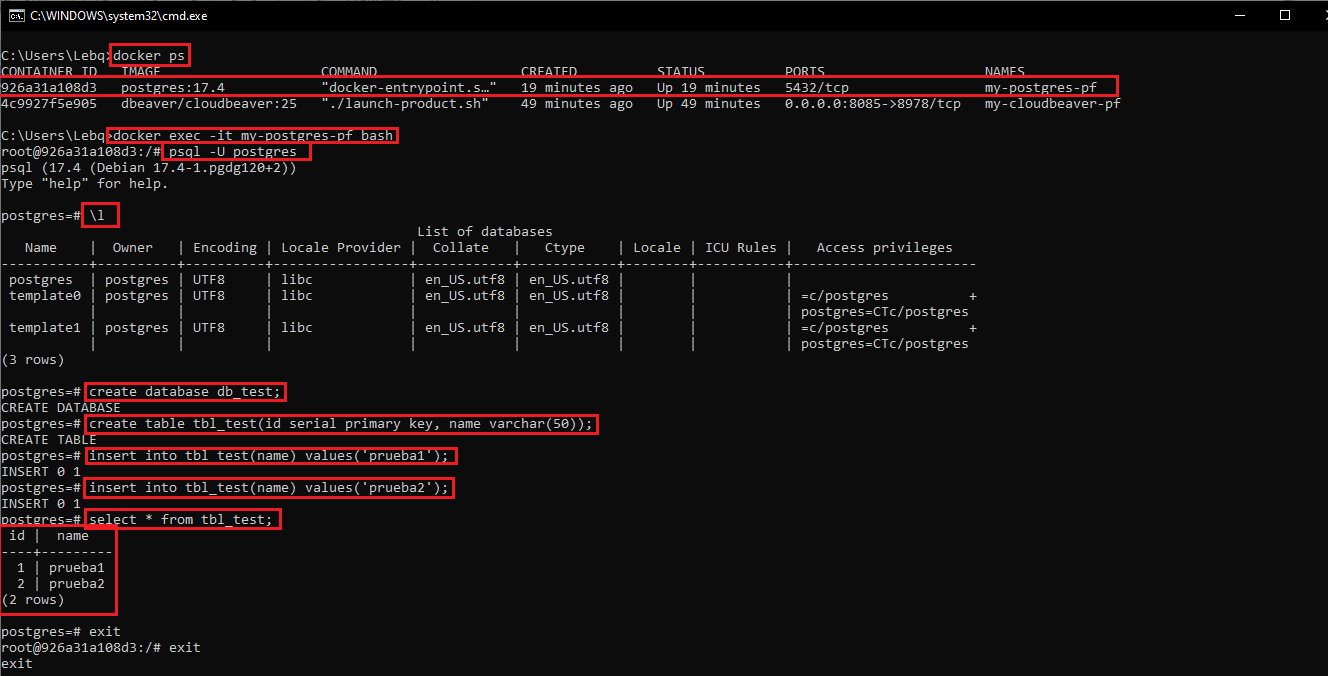 C:\WINDOWS\system32\cmd.exe
C:\Users\Lebq>docker ps
CONTAINER ID   IMAGE                    COMMAND                  CREATED          STATUS          PORTS                    NAMES
926a31a108d3   postgres:17.4            "docker-entrypoint.s…"   19 minutes ago   Up 19 minutes   5432/tcp                 my-postgres-pf
4c9927f5e905   dbeaver/cloudbeaver:25   "./launch-product.sh"    49 minutes ago   Up 49 minutes   0.0.0.0:8085->8978/tcp   my-cloudbeaver-pf
C:\Users\Lebq>docker exec -it my-postgres-pf bash
root@926a31a108d3:/# psql -U postgres
psql (17.4 (Debian 17.4-1.pgdg120+2))
Type "help" for help.
postgres=# \l
                                                    List of databases
   Name    |  Owner   | Encoding | Locale Provider |  Collate   |   Ctype    | Locale | ICU Rules |   Access privileges
-----------+----------+----------+-----------------+------------+------------+--------+-----------+-----------------------
 postgres  | postgres | UTF8     | libc            | en_US.utf8 | en_US.utf8 |        |           |
 template0 | postgres | UTF8     | libc            | en_US.utf8 | en_US.utf8 |        |           | =c/postgres          +
           |          |          |                 |            |            |        |           | postgres=CTc/postgres
 template1 | postgres | UTF8     | libc            | en_US.utf8 | en_US.utf8 |        |           | =c/postgres          +
           |          |          |                 |            |            |        |           | postgres=CTc/postgres
(3 rows)
postgres=# create database db_test;
CREATE DATABASE
postgres=# create table tbl_test(id serial primary key, name varchar(50));
CREATE TABLE
postgres=# insert into tbl_test(name) values('prueba1');
INSERT 0 1
postgres=# insert into tbl_test(name) values('prueba2');
INSERT 0 1
postgres=# select * from tbl_test;
 id |  name
----+---------
  1 | prueba1
  2 | prueba2
(2 rows)
postgres=# exit
root@926a31a108d3:/# exit
exit